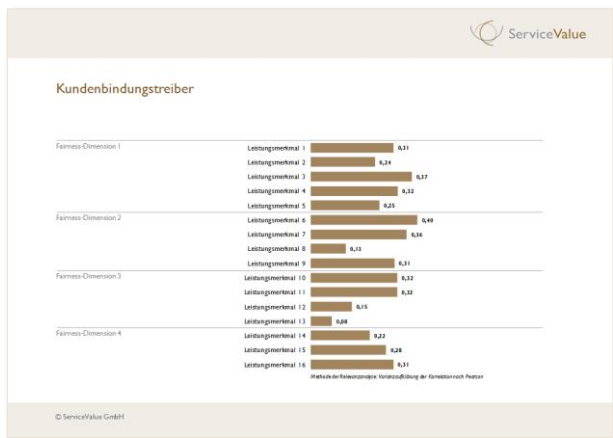 ServiceValue
Kundenbindungstreiber
Fairness-Dimension 1
Leistungsmerkmal 1 0,31
Leistungsmerkmal 2 0,24
Leistungsmerkmal 3 0,37
Leistungsmerkmal 4 0,32
Leistungsmerkmal 5 0,25
Fairness-Dimension 2
Leistungsmerkmal 6 0,40
Leistungsmerkmal 7 0,36
Leistungsmerkmal 8 0,13
Leistungsmerkmal 9 0,31
Fairness-Dimension 3
Leistungsmerkmal 10 0,32
Leistungsmerkmal 11 0,32
Leistungsmerkmal 12 0,15
Leistungsmerkmal 13 0,08
Fairness-Dimension 4
Leistungsmerkmal 14 0,22
Leistungsmerkmal 15 0,28
Leistungsmerkmal 16 0,31
Methode der Relevanzanalyse: Varianzaufklärung der Korrelation nach Pearson
© ServiceValue GmbH